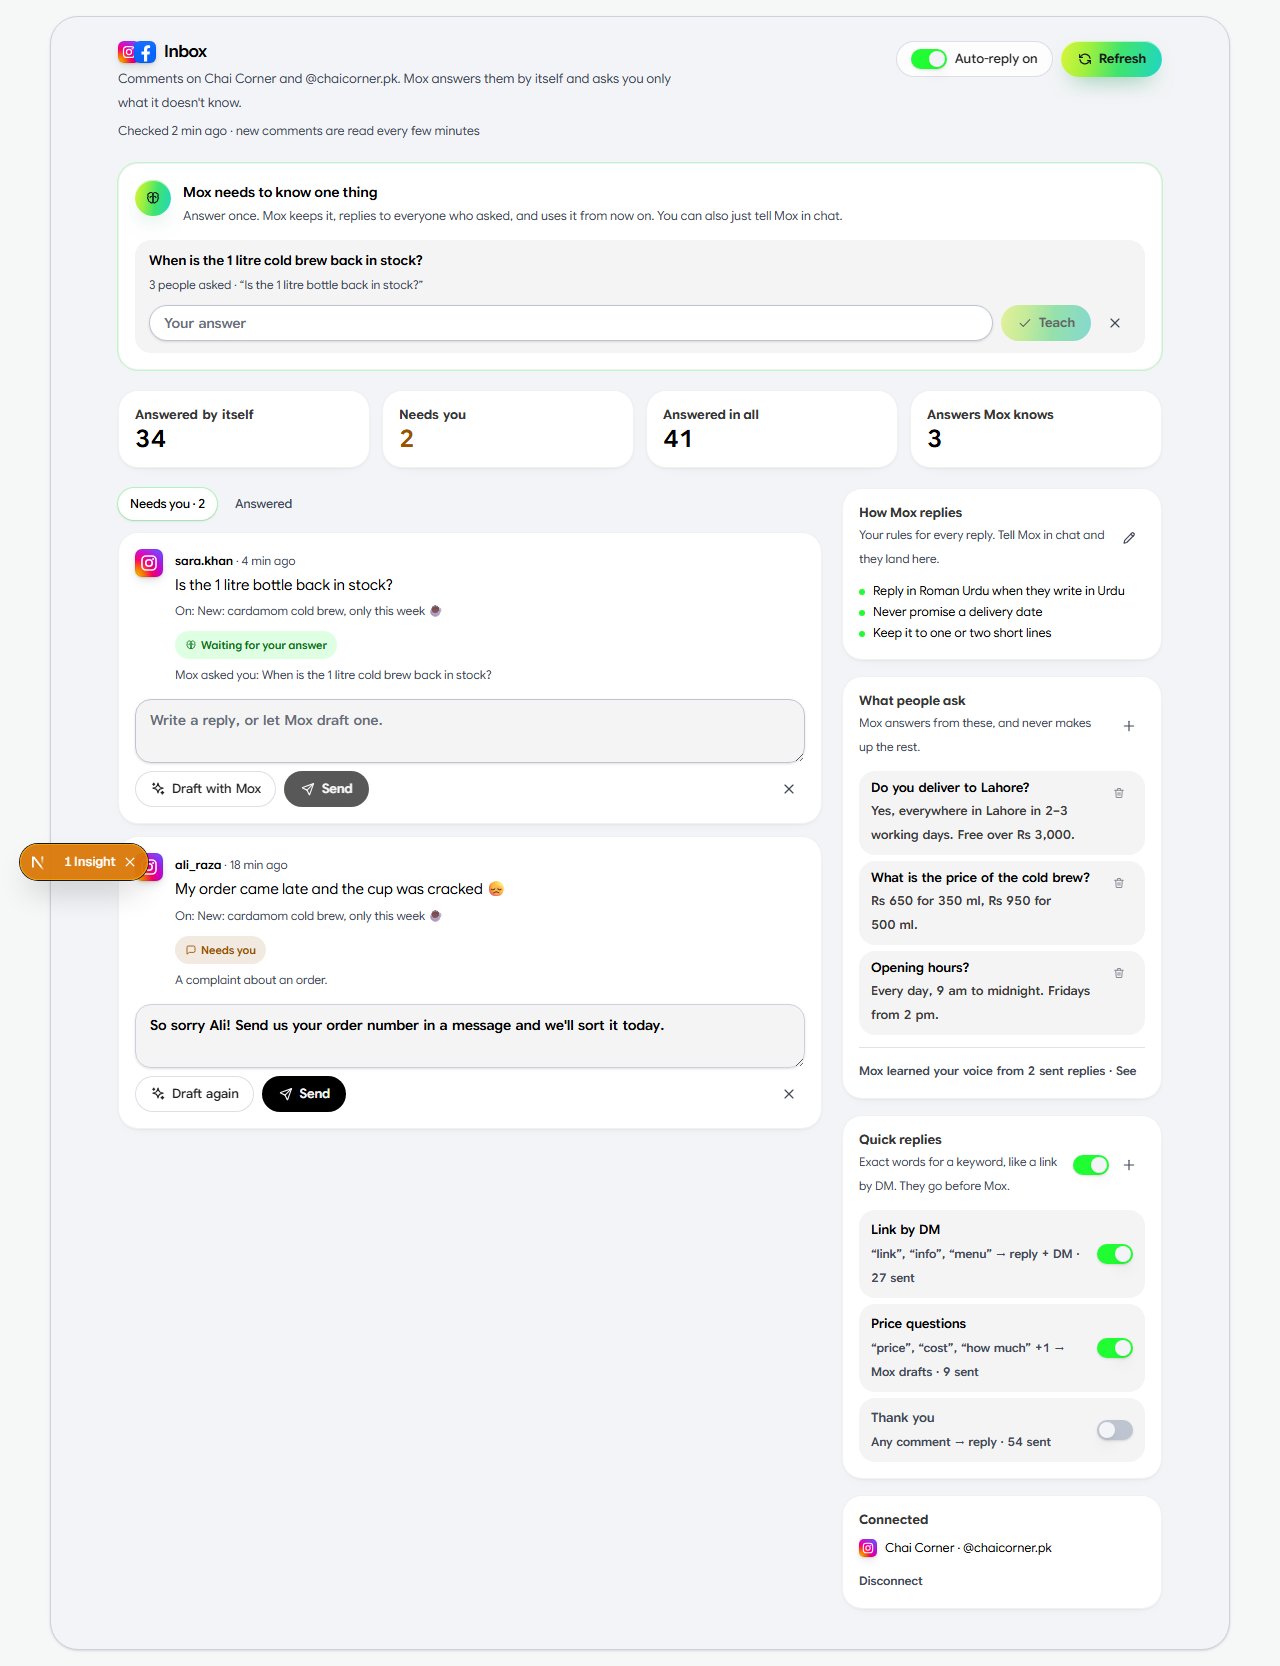 Inbox
Comments on Chai Corner and @chaicorner.pk. Mox answers them by itself and asks you only
what it doesn't know.
Checked 2 min ago · new comments are read every few minutes
Auto-reply on
Refresh
Mox needs to know one thing
Answer once. Mox keeps it, replies to everyone who asked, and uses it from now on. You can also just tell Mox in chat.
When is the 1 litre cold brew back in stock?
3 people asked · “Is the 1 litre bottle back in stock?”
Your answer
Teach
Answered by itself
34
Needs you
2
Answered in all
41
Answers Mox knows
3
Needs you · 2
Answered
sara.khan · 4 min ago
Is the 1 litre bottle back in stock?
On: New: cardamom cold brew, only this week
Waiting for your answer
Mox asked you: When is the 1 litre cold brew back in stock?
Write a reply, or let Mox draft one.
Draft with Mox
Send
1 Insight
ali_raza · 18 min ago
My order came late and the cup was cracked 😞
On: New: cardamom cold brew, only this week
Needs you
A complaint about an order.
So sorry Ali! Send us your order number in a message and we'll sort it today.
Draft again
Send
How Mox replies
Your rules for every reply. Tell Mox in chat and
they land here.
Reply in Roman Urdu when they write in Urdu
Never promise a delivery date
Keep it to one or two short lines
What people ask
Mox answers from these, and never makes
up the rest.
Do you deliver to Lahore?
Yes, everywhere in Lahore in 2–3
working days. Free over Rs 3,000.
What is the price of the cold brew?
Rs 650 for 350 ml, Rs 950 for
500 ml.
Opening hours?
Every day, 9 am to midnight. Fridays
from 2 pm.
Mox learned your voice from 2 sent replies · See
Quick replies
Exact words for a keyword, like a link
by DM. They go before Mox.
Link by DM
“link”, “info”, “menu” → reply + DM ·
27 sent
Price questions
“price”, “cost”, “how much” +1 →
Mox drafts · 9 sent
Thank you
Any comment → reply · 54 sent
Connected
Chai Corner · @chaicorner.pk
Disconnect